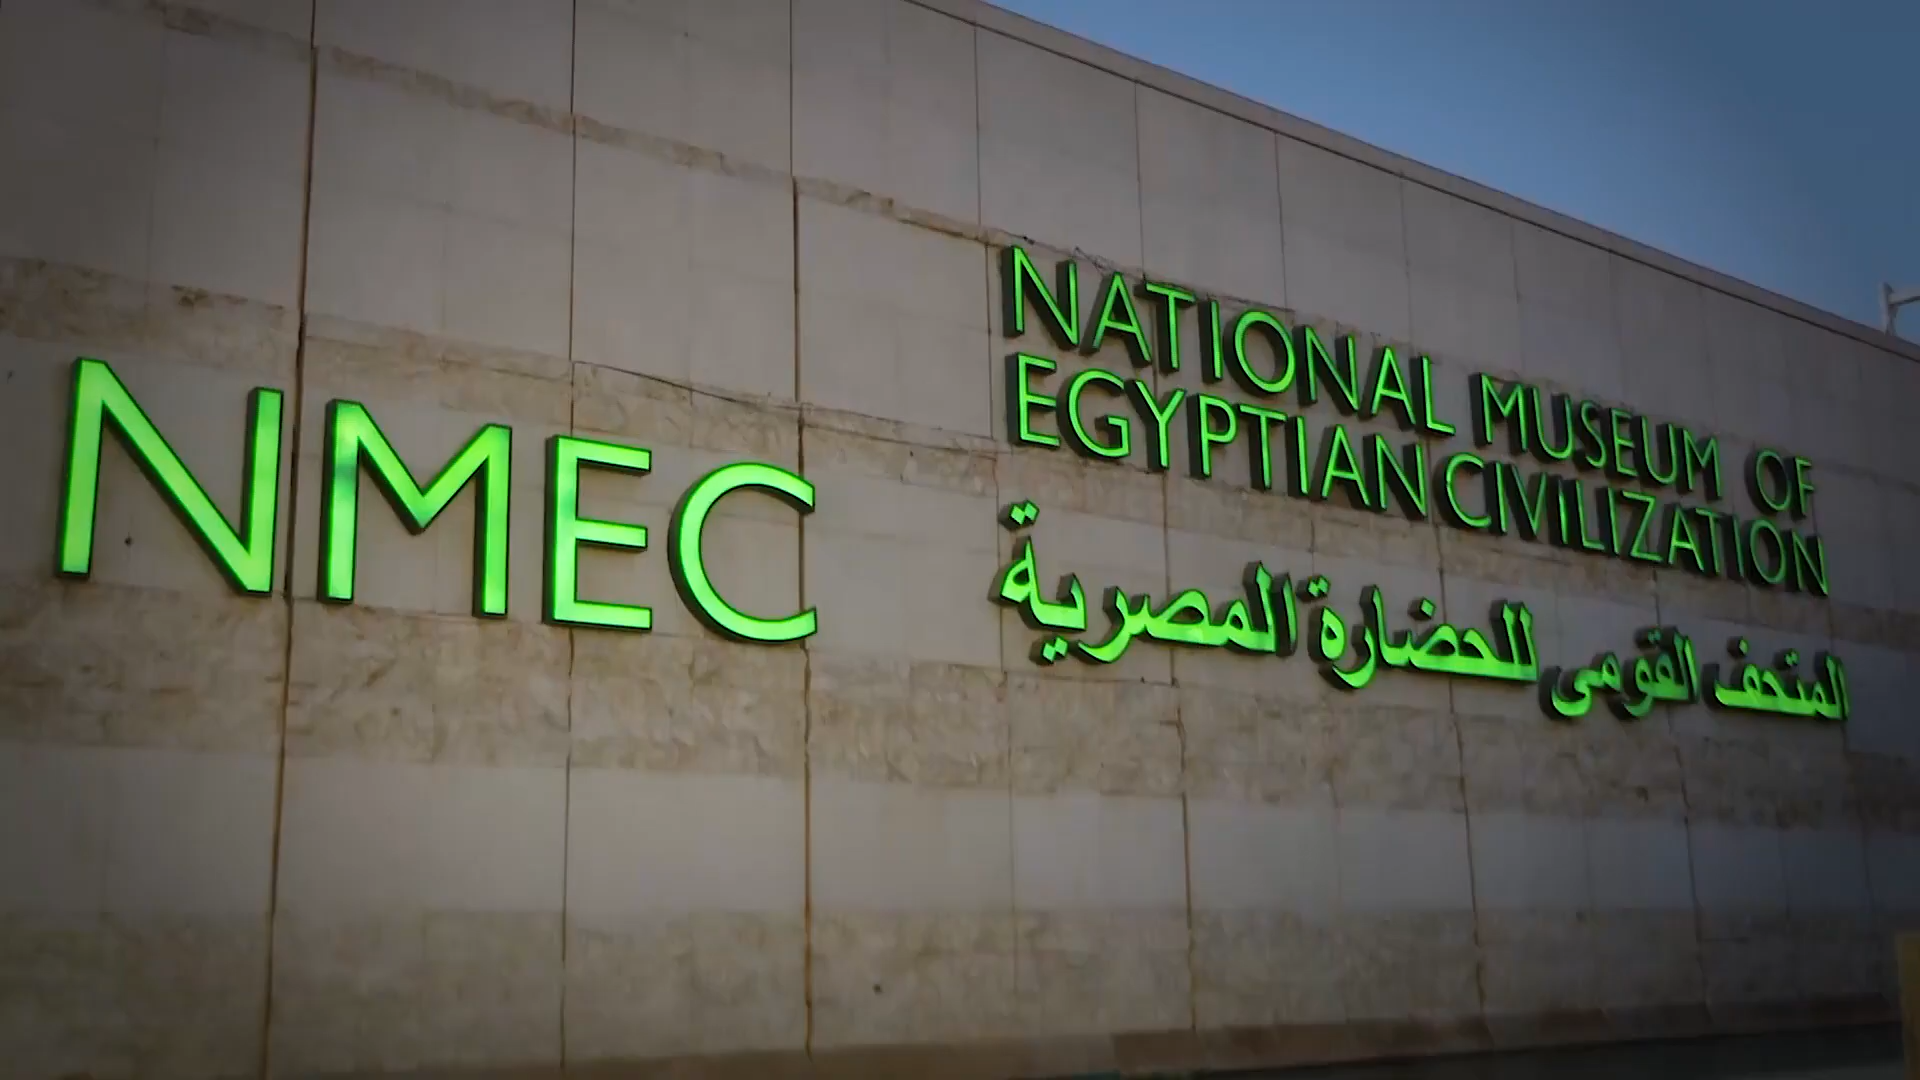 NMEC
NATIONAL MUSEUM OF
EGYPTIAN CIVILIZATION
المتحف القومى للحضارة المصرية